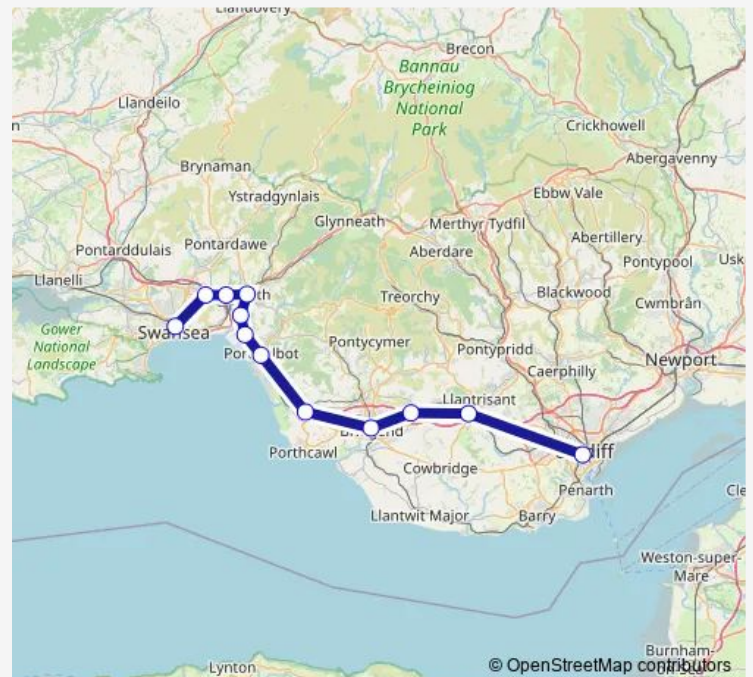 Llandovery
Brecon
Bannau
Brycheiniog
National
Park
Llandeilo
Crickhowell
Abergavenny
Brynaman
Ystradgynlais
Ebbw Vale
Glynneath
Merthyr Tydfil
Pontarddulais
Pontardawe
Aberdare
Abertillery
Pontypool
Usk
Llanelli
Treorchy
Blackwood
Cwmbrân
Gower
National
Landscape
Swansea
Pontycymer
Pontypridd
Caerphilly
Newport
Llantrisant
Porthcawl
Cowbridge
Penarth
Llantwit Major
Barry
Weston-super-
Mare
Lynton
Burnham-
© OpenStreetMap contributors